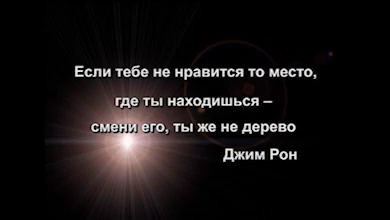 Если тебе не нравится то место,
где ты находишься –
смени его, ты же не дерево
Джим Рон